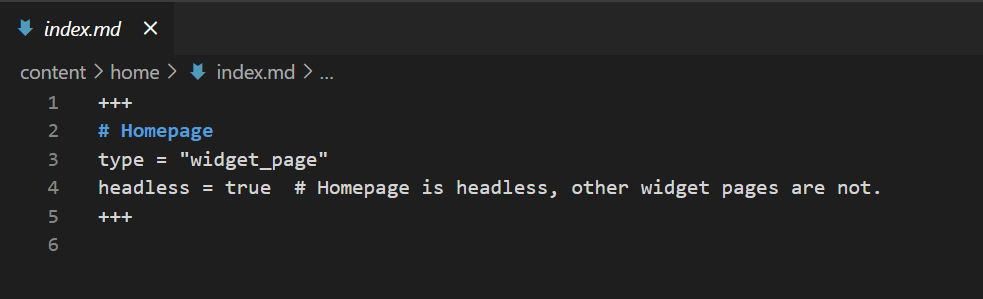 index.md ×
content > home > index.md > ...
1 +++
2 # Homepage
3 type = "widget_page"
4 headless = true  # Homepage is headless, other widget pages are not.
5 +++
6